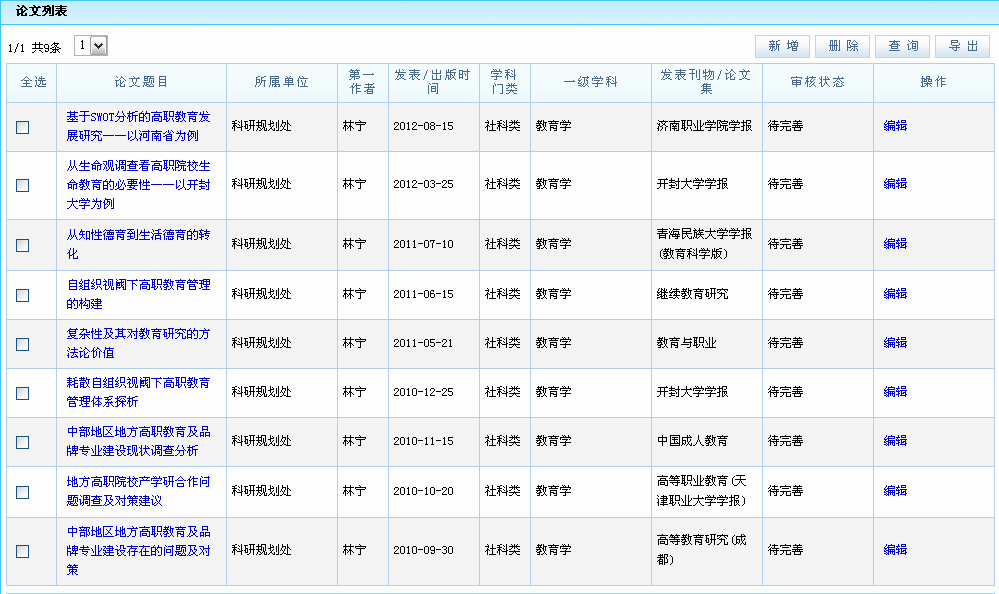 论文列表
1/1 共9条 1
新 增 删 除 查 询 导 出
全选 论文题目 所属单位 第一作者 发表/出版时间 学科门类 一级学科 发表刊物/论文集 审核状态 操作
基于SWOT分析的高职教育发
展研究——以河南省为例
科研规划处 林宁 2012-08-15 社科类 教育学 济南职业学院学报 待完善 编辑
从生命观调查看高职院校生
命教育的必要性——以开封
大学为例
科研规划处 林宁 2012-03-25 社科类 教育学 开封大学学报 待完善 编辑
从知性德育到生活德育的转
化
科研规划处 林宁 2011-07-10 社科类 教育学
青海民族大学学报
(教育科学版)
待完善 编辑
自组织视阈下高职教育管理
的构建
科研规划处 林宁 2011-06-15 社科类 教育学 继续教育研究 待完善 编辑
复杂性及其对教育研究的方
法论价值
科研规划处 林宁 2011-05-21 社科类 教育学 教育与职业 待完善 编辑
耗散自组织视阈下高职教育
管理体系探析
科研规划处 林宁 2010-12-25 社科类 教育学 开封大学学报 待完善 编辑
中部地区地方高职教育及品
牌专业建设现状调查分析
科研规划处 林宁 2010-11-15 社科类 教育学 中国成人教育 待完善 编辑
地方高职院校产学研合作问
题调查及对策建议
科研规划处 林宁 2010-10-20 社科类 教育学
高等职业教育(天
津职业大学学报)
待完善 编辑
中部地区地方高职教育及品
牌专业建设存在的问题及对
策
科研规划处 林宁 2010-09-30 社科类 教育学
高等教育研究(成
都)
待完善 编辑